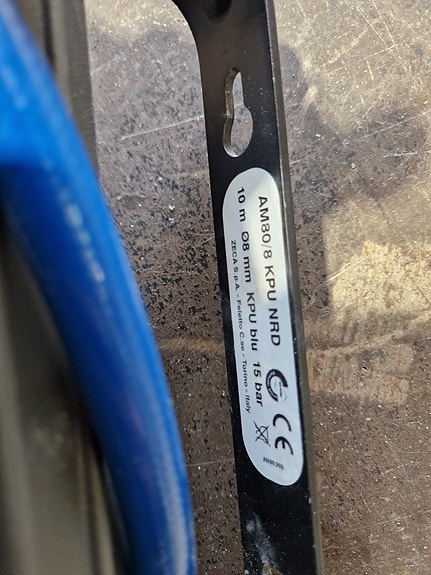 AM80/8 KPU NRD
10 m Ø8 mm KPU blu 15 bar
ZECA S.p.A. - Feletto C.se - Torino - Italy
CE